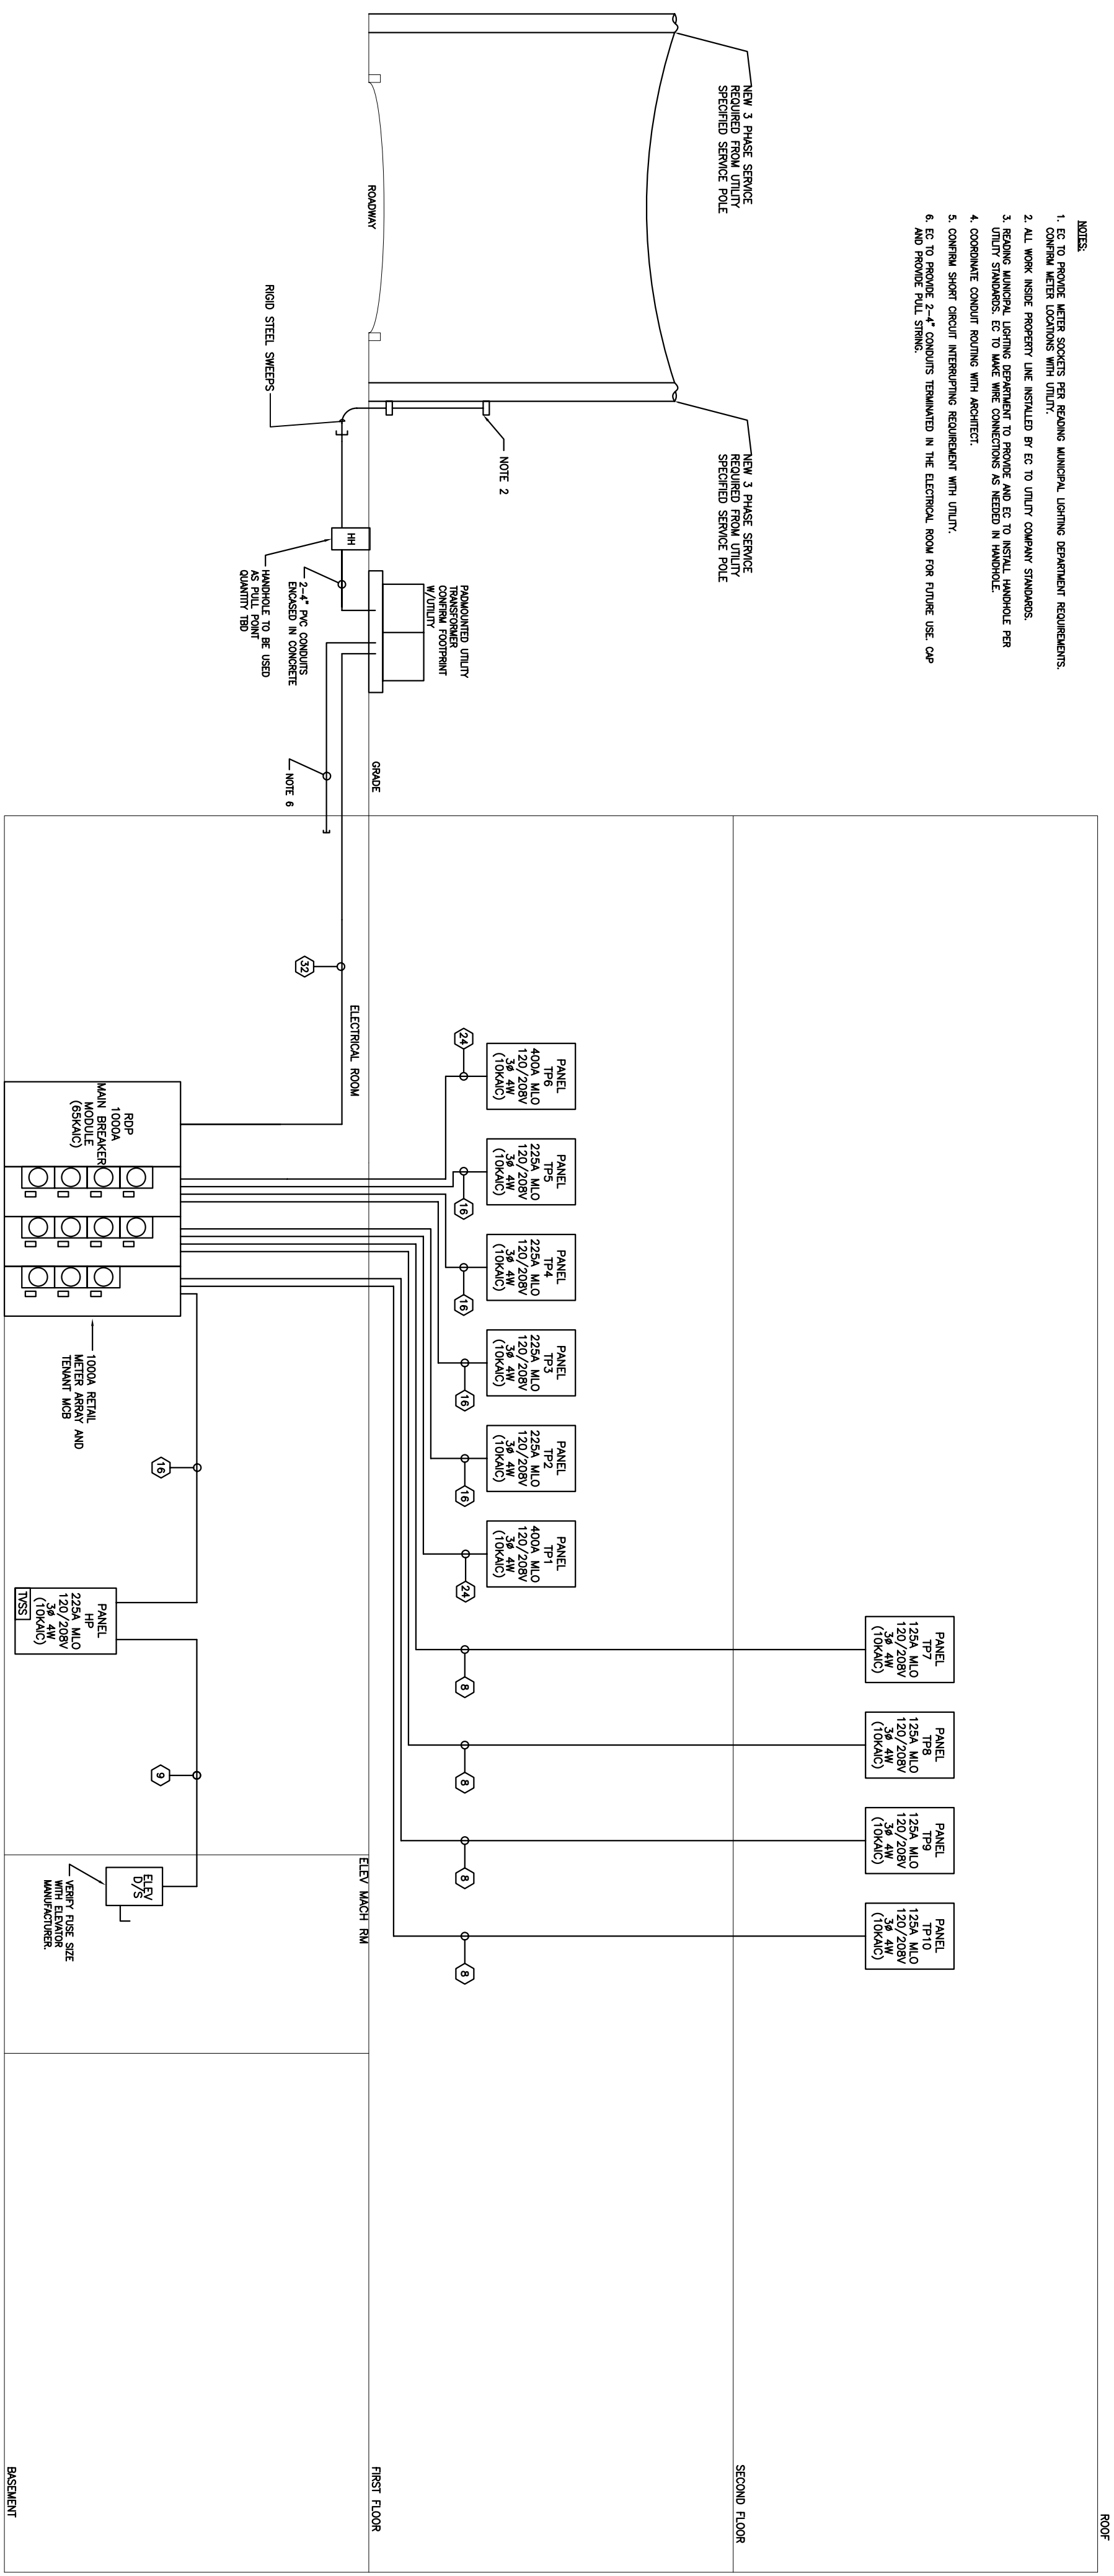 NOTES:
1. EC TO PROVIDE METER SOCKETS PER READING MUNICIPAL LIGHTING DEPARTMENT REQUIREMENTS.
CONFIRM METER LOCATIONS WITH UTILITY.
2. ALL WORK INSIDE PROPERTY LINE INSTALLED BY EC TO UTILITY COMPANY STANDARDS.
3. READING MUNICIPAL LIGHTING DEPARTMENT TO PROVIDE AND EC TO INSTALL HANDHOLE PER
UTILITY STANDARDS. EC TO MAKE WIRE CONNECTIONS AS NEEDED IN HANDHOLE.
4. COORDINATE CONDUIT ROUTING WITH ARCHITECT.
5. CONFIRM SHORT CIRCUIT INTERRUPTING REQUIREMENT WITH UTILITY.
6. EC TO PROVIDE 2-4" CONDUITS TERMINATED IN THE ELECTRICAL ROOM FOR FUTURE USE. CAP
AND PROVIDE PULL STRING.
ROOF
NEW 3 PHASE SERVICE
REQUIRED FROM UTILITY
SPECIFIED SERVICE POLE
NEW 3 PHASE SERVICE
REQUIRED FROM UTILITY
SPECIFIED SERVICE POLE
PANEL
TP7
125A MLO
120/208V
3Ø 4W
(10KAIC)
PANEL
TP8
125A MLO
120/208V
3Ø 4W
(10KAIC)
PANEL
TP9
125A MLO
120/208V
3Ø 4W
(10KAIC)
PANEL
TP10
125A MLO
120/208V
3Ø 4W
(10KAIC)
SECOND FLOOR
PANEL
TP6
400A MLO
120/208V
3Ø 4W
(10KAIC)
PANEL
TP5
225A MLO
120/208V
3Ø 4W
(10KAIC)
PANEL
TP4
225A MLO
120/208V
3Ø 4W
(10KAIC)
PANEL
TP3
225A MLO
120/208V
3Ø 4W
(10KAIC)
PANEL
TP2
225A MLO
120/208V
3Ø 4W
(10KAIC)
PANEL
TP1
400A MLO
120/208V
3Ø 4W
(10KAIC)
NOTE 2
24
16
16
16
16
24
8
8
8
8
PADMOUNTED UTILITY
TRANSFORMER
CONFIRM FOOTPRINT
W/UTILITY
ROADWAY
GRADE
FIRST FLOOR
HH
ELECTRICAL ROOM
ELEV MACH RM
RIGID STEEL SWEEPS
2-4" PVC CONDUITS
ENCASED IN CONCRETE
NOTE 6
32
HANDHOLE TO BE USED
AS PULL POINT
QUANTITY TBD
RDP
1000A
MAIN BREAKER
MODULE
(65KAIC)
1000A RETAIL
METER ARRAY AND
TENANT MCB
16
9
PANEL
HP
225A MLO
120/208V
3Ø 4W
(10KAIC)
TVSS
ELEV
D/S
VERIFY FUSE SIZE
WITH ELEVATOR
MANUFACTURER.
BASEMENT